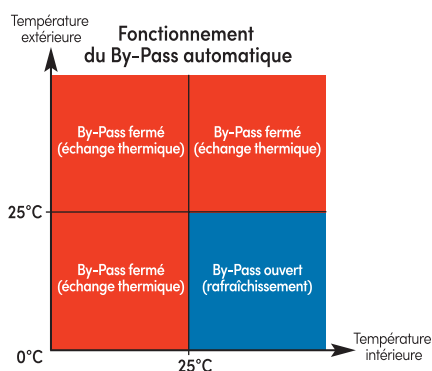 Température
extérieure
Fonctionnement
du By-Pass automatique
By-Pass fermé
(échange thermique)
By-Pass fermé
(échange thermique)
25°C
By-Pass fermé
(échange thermique)
By-Pass ouvert
(rafraîchissement)
Température
intérieure
0°C
25°C